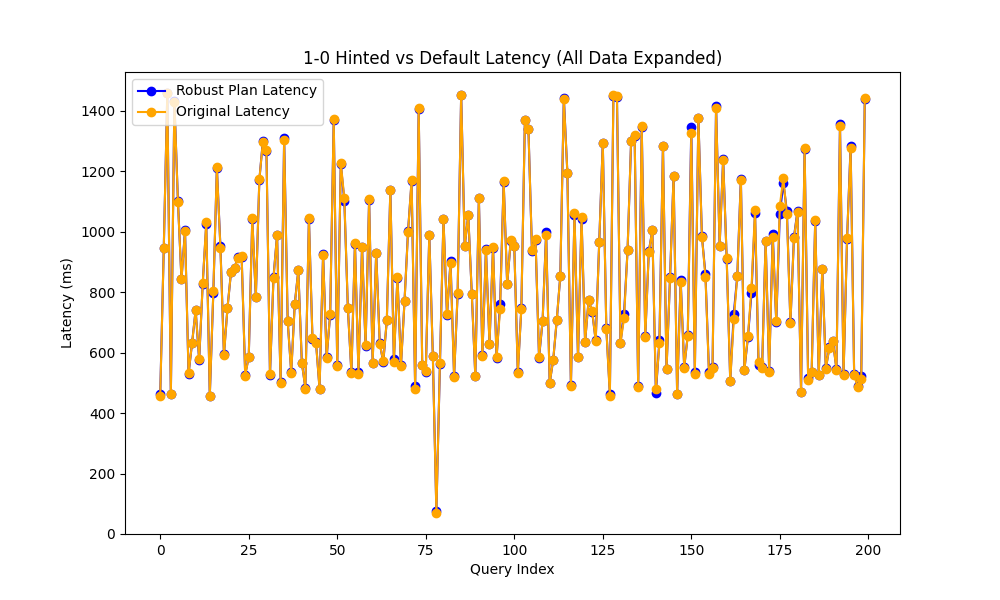 1-0 Hinted vs Default Latency (All Data Expanded)
Robust Plan Latency
Original Latency
Latency (ms)
1400
1200
1000
800
600
400
200
0
0 25 50 75 100 125 150 175 200
Query Index